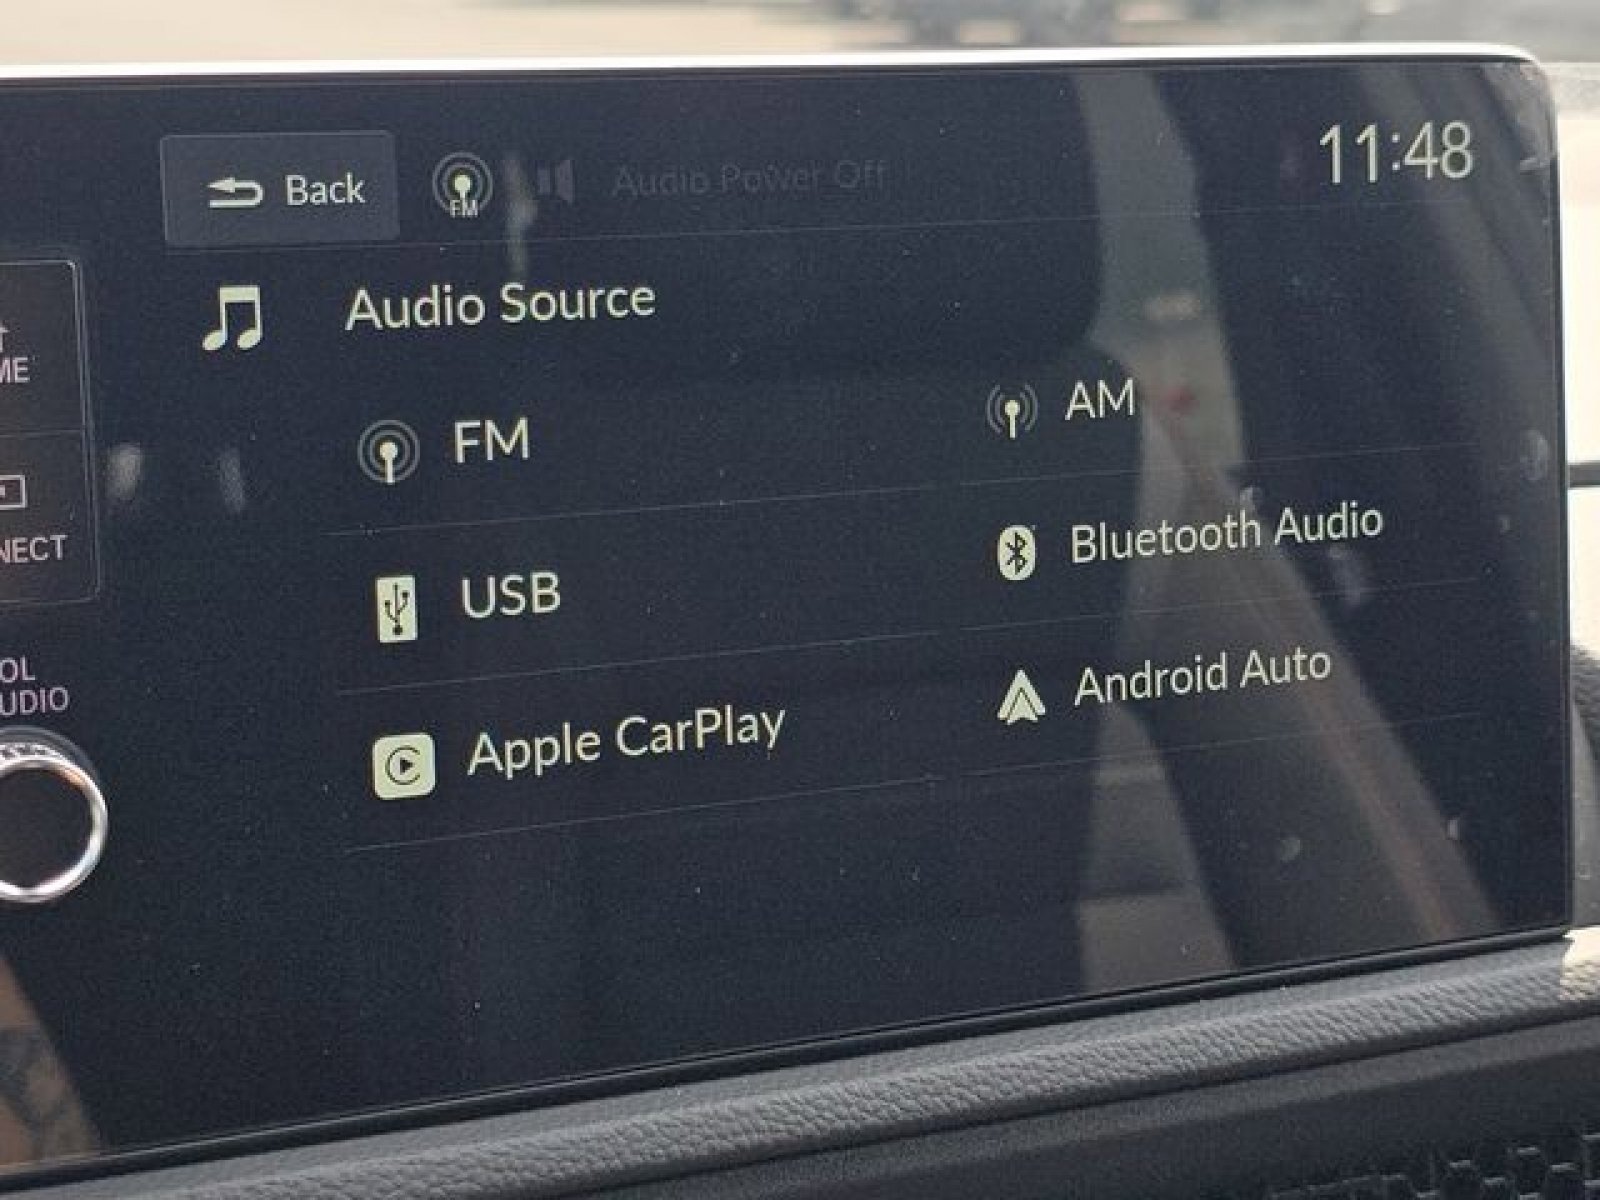 Back
FM
Audio Power Off
11:48
Audio Source
FM
AM
USB
Bluetooth Audio
Apple CarPlay
Android Auto
ME
NECT
OL
UDIO